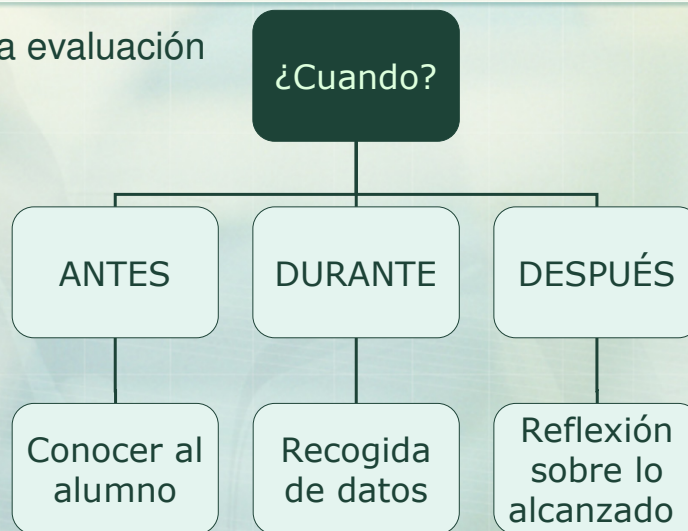 a evaluación
¿Cuando?
ANTES
DURANTE
DESPUÉS
Conocer al
alumno
Recogida
de datos
Reflexión
sobre lo
alcanzado